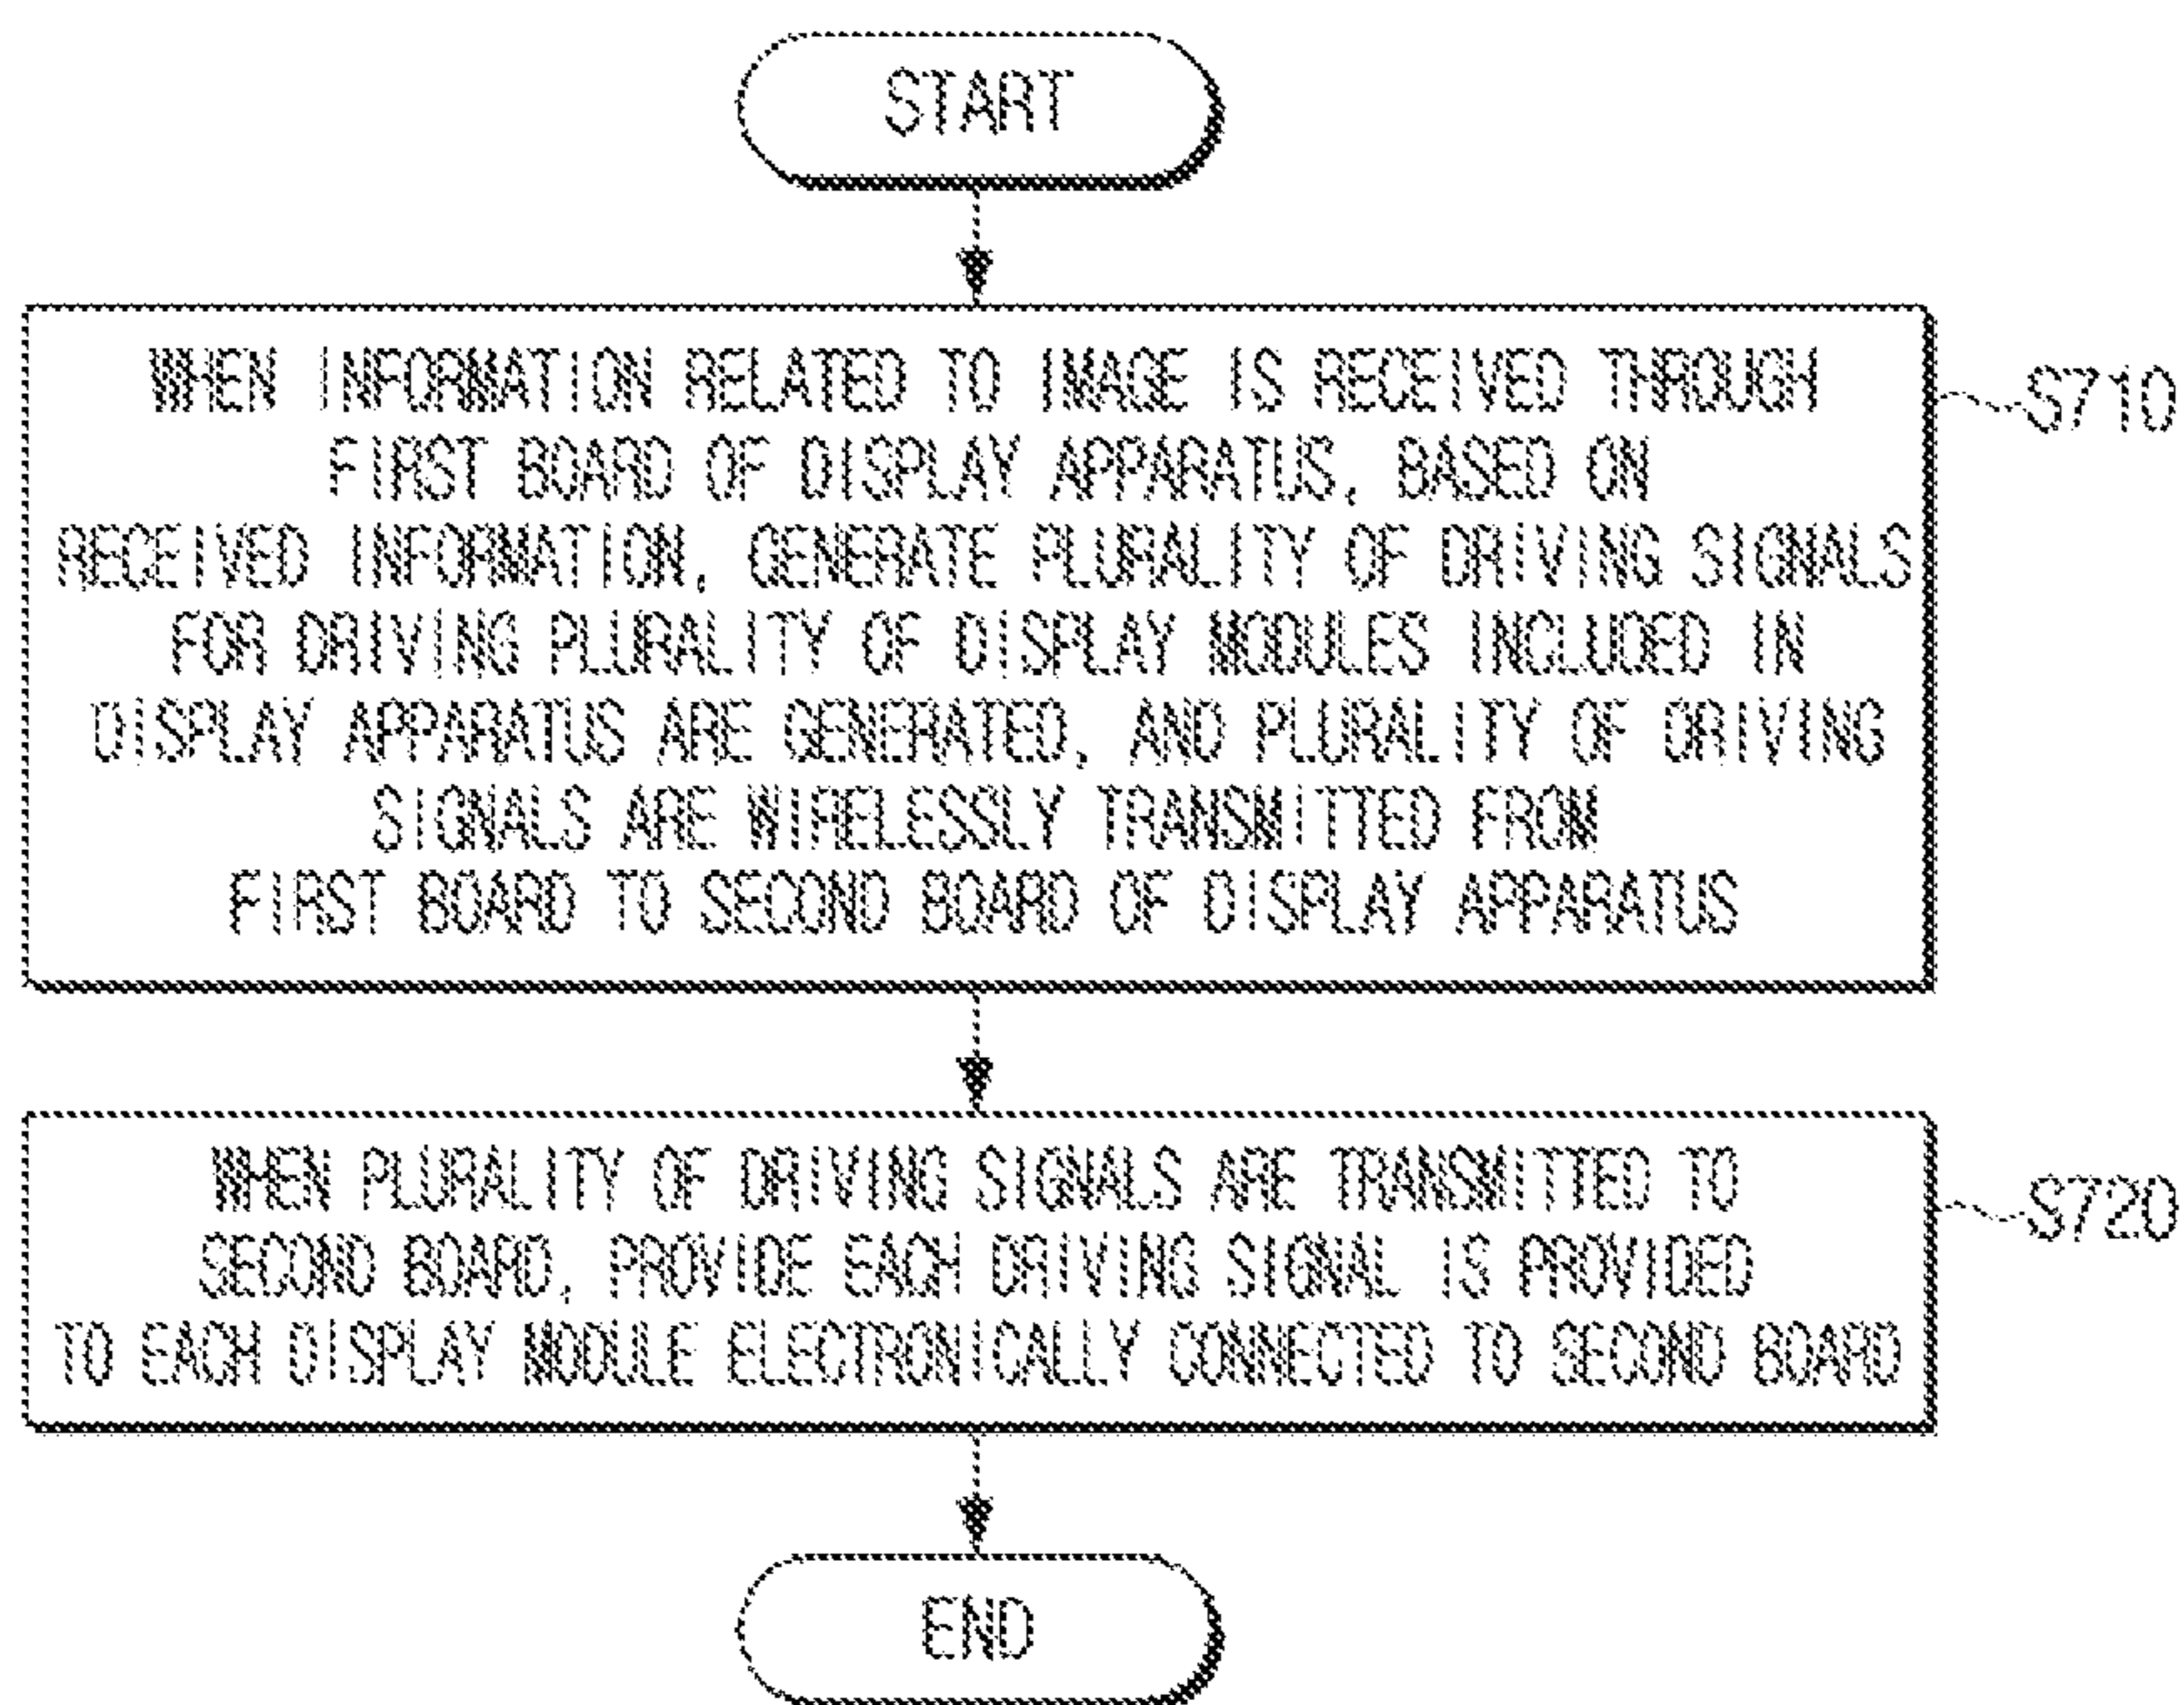 START
WHEN INFORMATION RELATED TO IMAGE IS RECEIVED THROUGH
FIRST BOARD OF DISPLAY APPARATUS, BASED ON
RECEIVED INFORMATION, GENERATE PLURALITY OF DRIVING SIGNALS
FOR DRIVING PLURALITY OF DISPLAY MODULES INCLUDED IN
DISPLAY APPARATUS ARE GENERATED, AND PLURALITY OF DRIVING
SIGNALS ARE WIRELESSLY TRANSMITTED FROM
FIRST BOARD TO SECOND BOARD OF DISPLAY APPARATUS
S710
WHEN PLURALITY OF DRIVING SIGNALS ARE TRANSMITTED TO
SECOND BOARD, PROVIDE EACH DRIVING SIGNAL IS PROVIDED
TO EACH DISPLAY MODULE ELECTRONICALLY CONNECTED TO SECOND BOARD
S720
END